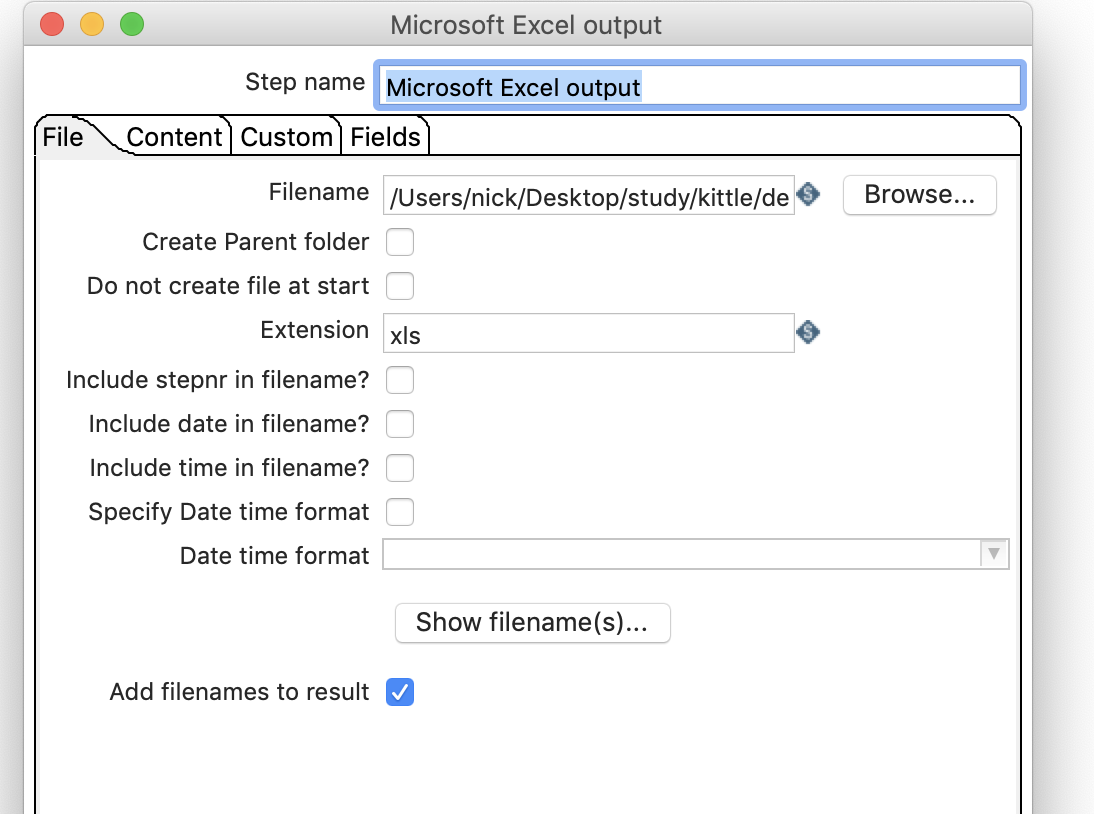 Microsoft Excel output
Step name Microsoft Excel output
File Content Custom Fields
Filename /Users/nick/Desktop/study/kittle/de Browse...
Create Parent folder
Do not create file at start
Extension xls
Include stepnr in filename?
Include date in filename?
Include time in filename?
Specify Date time format
Date time format
Show filename(s)...
Add filenames to result